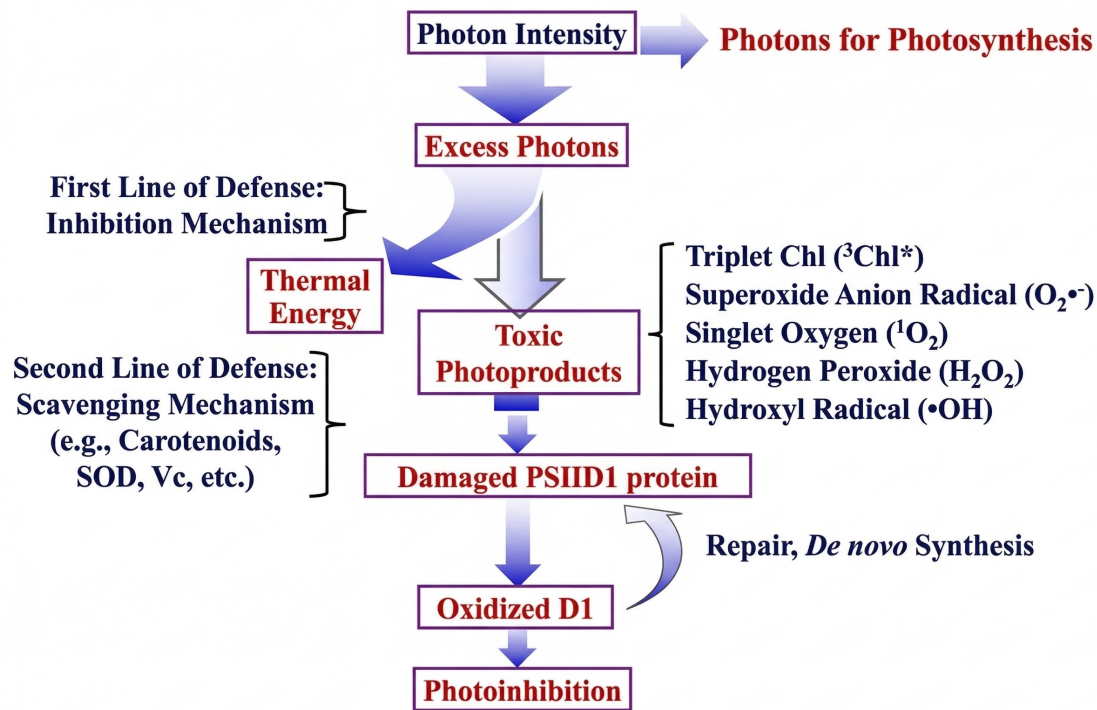 Photon Intensity
Photons for Photosynthesis
Excess Photons
First Line of Defense:
Inhibition Mechanism
Thermal
Energy
Triplet Chl (³Chl*)
Superoxide Anion Radical (O₂•⁻)
Singlet Oxygen (¹O₂)
Hydrogen Peroxide (H₂O₂)
Hydroxyl Radical (•OH)
Toxic
Photoproducts
Second Line of Defense:
Scavenging Mechanism
(e.g., Carotenoids,
SOD, Vc, etc.)
Damaged PSIID1 protein
Repair, De novo Synthesis
Oxidized D1
Photoinhibition